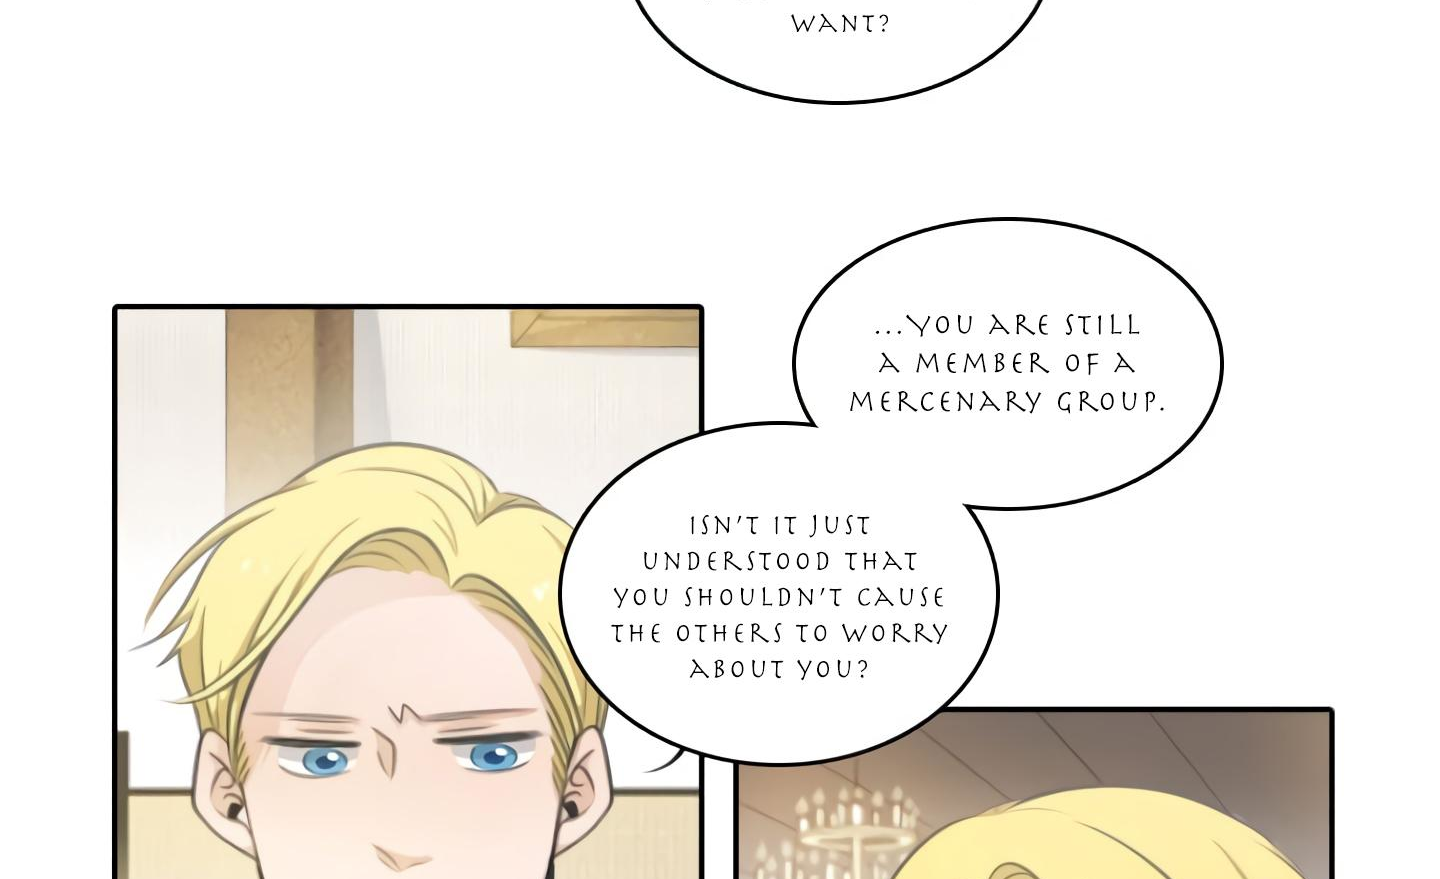 WANT?
...YOU ARE STILL
A MEMBER OF A
MERCENARY GROUP.
ISN'T IT JUST
UNDERSTOOD THAT
YOU SHOULDN'T CAUSE
THE OTHERS TO WORRY
ABOUT YOU?